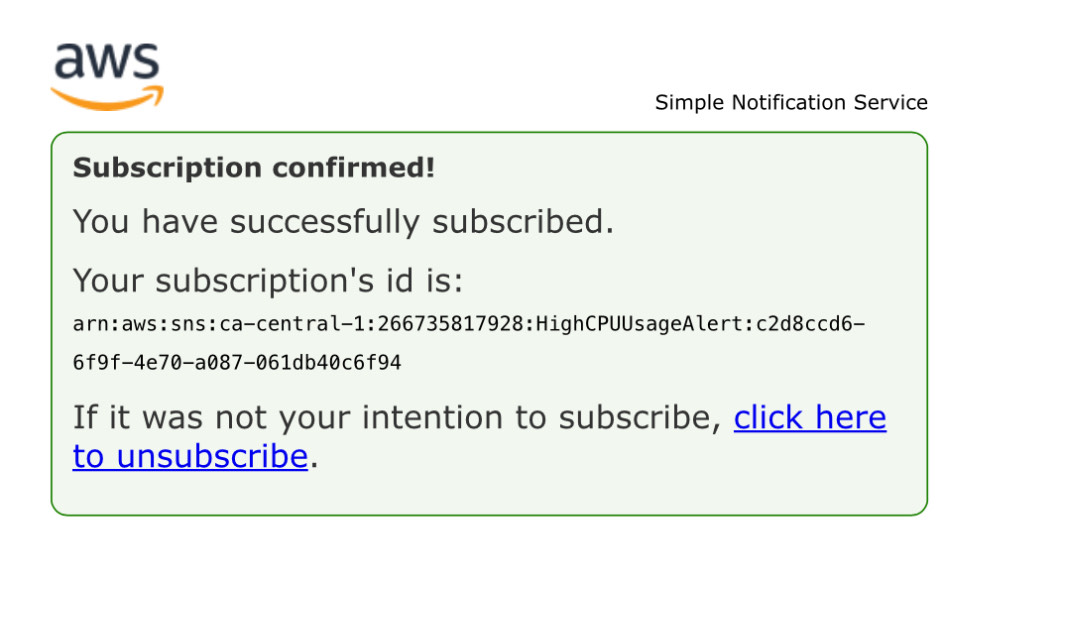 aws
Simple Notification Service
Subscription confirmed!
You have successfully subscribed.
Your subscription's id is:
arn:aws:sns:ca-central-1:266735817928:HighCPUUsageAlert:c2d8ccd6-
6f9f-4e70-a087-061db40c6f94
If it was not your intention to subscribe, click here
to unsubscribe.